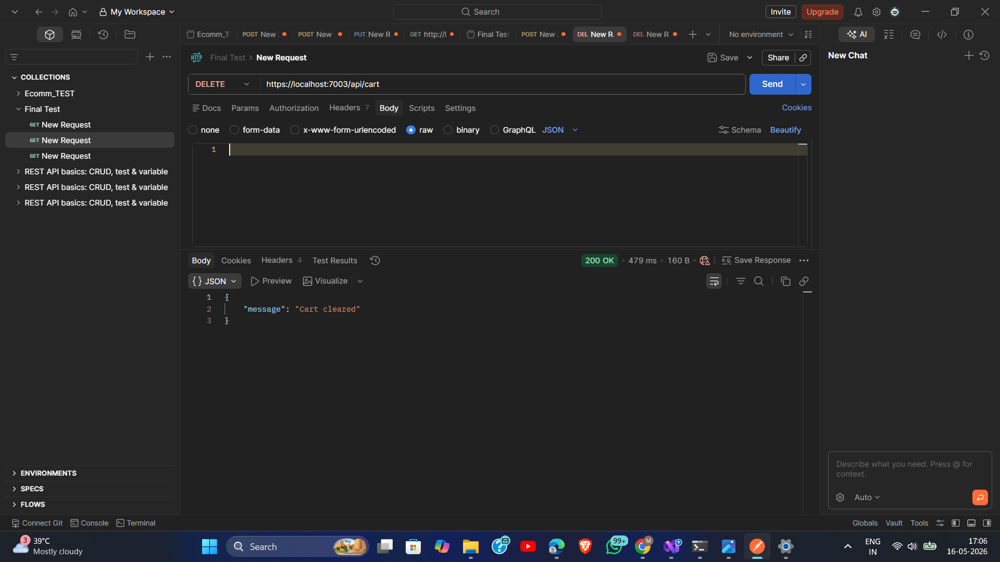 My Workspace
Search
Invite
Upgrade
Ecomm_T
POST New
POST New
PUT New R
GET http://l
Final Test
POST New
DEL New R
DEL New R
No environment
AI
HTTP Final Test > New Request
Save
Share
New Chat
COLLECTIONS
Ecomm_TEST
Final Test
GET New Request
GET New Request
GET New Request
REST API basics: CRUD, test & variable
REST API basics: CRUD, test & variable
REST API basics: CRUD, test & variable
DELETE
https://localhost:7003/api/cart
Send
Docs Params Authorization Headers 7 Body Scripts Settings
Cookies
none form-data x-www-form-urlencoded raw binary GraphQL JSON
Schema Beautify
1
Body Cookies Headers 4 Test Results
200 OK • 479 ms • 160 B
e.g. Save Response
{ } JSON Preview Visualize
1 {
2 "message": "Cart cleared"
3 }
ENVIRONMENTS
SPECS
FLOWS
Describe what you need. Press @ for
context.
Auto
Connect Git Console Terminal
Globals Vault Tools
3
39°C
Mostly cloudy
Search
99+
M
ENG
IN
17:06
16-05-2026